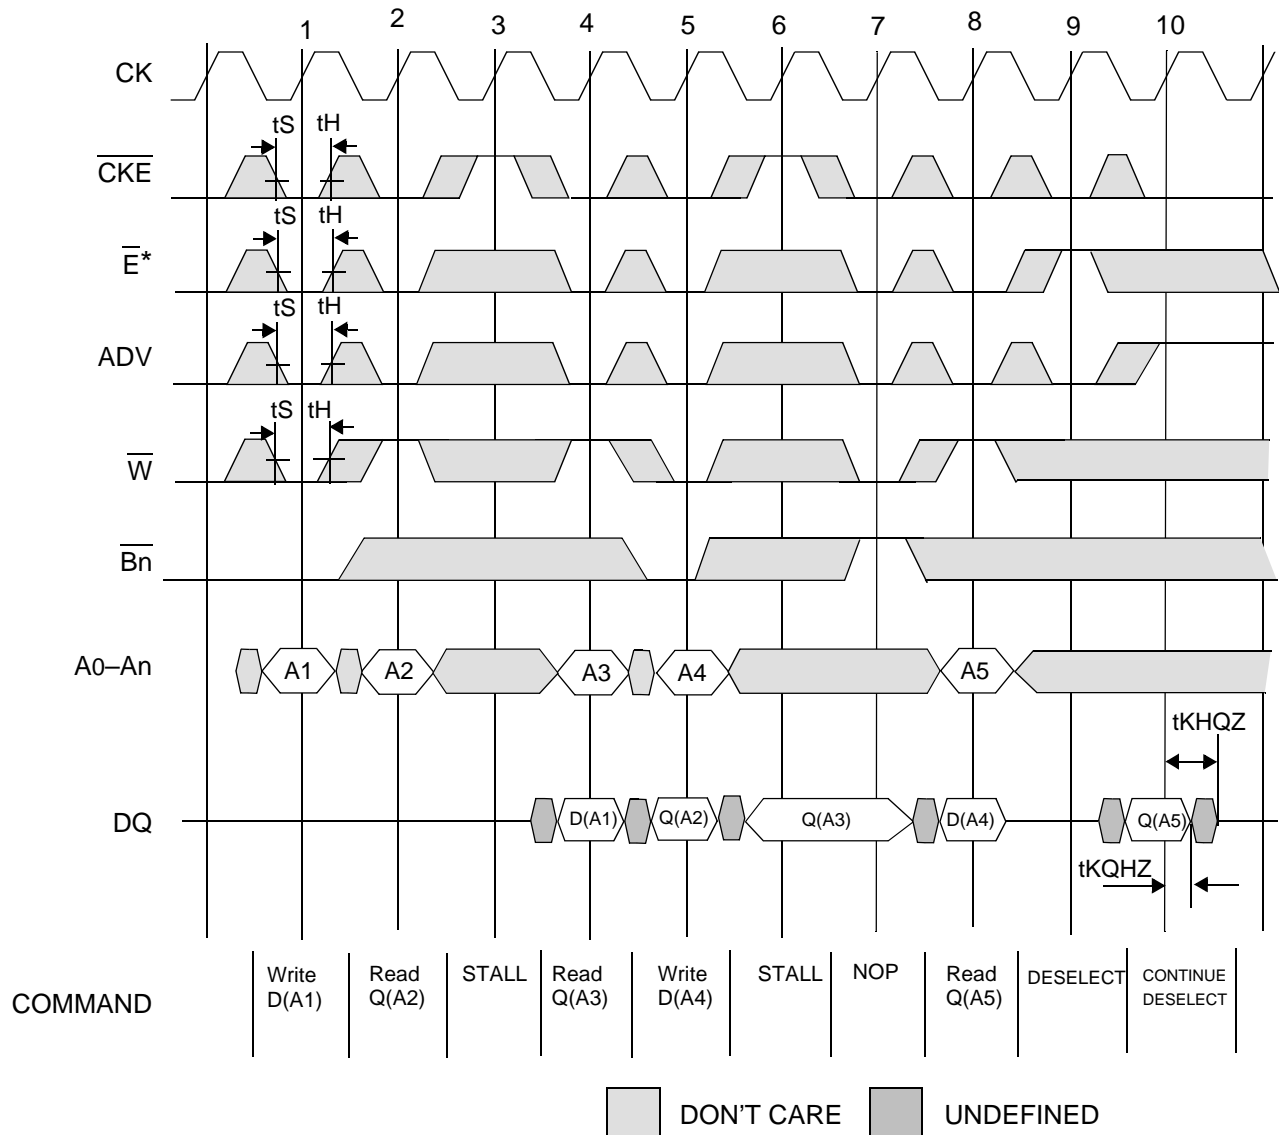 1 2 3 4 5 6 7 8 9 10
CK
tS tH
CKE
tS tH
E*
tS tH
ADV
tS tH
W
Bn
A0–An A1 A2 A3 A4 A5
tKHQZ
DQ D(A1) Q(A2) Q(A3) D(A4) Q(A5)
tKQHZ
COMMAND
Write
D(A1)
Read
Q(A2)
STALL
Read
Q(A3)
Write
D(A4)
STALL
NOP
Read
Q(A5)
DESELECT
CONTINUE
DESELECT
DON'T CARE UNDEFINED